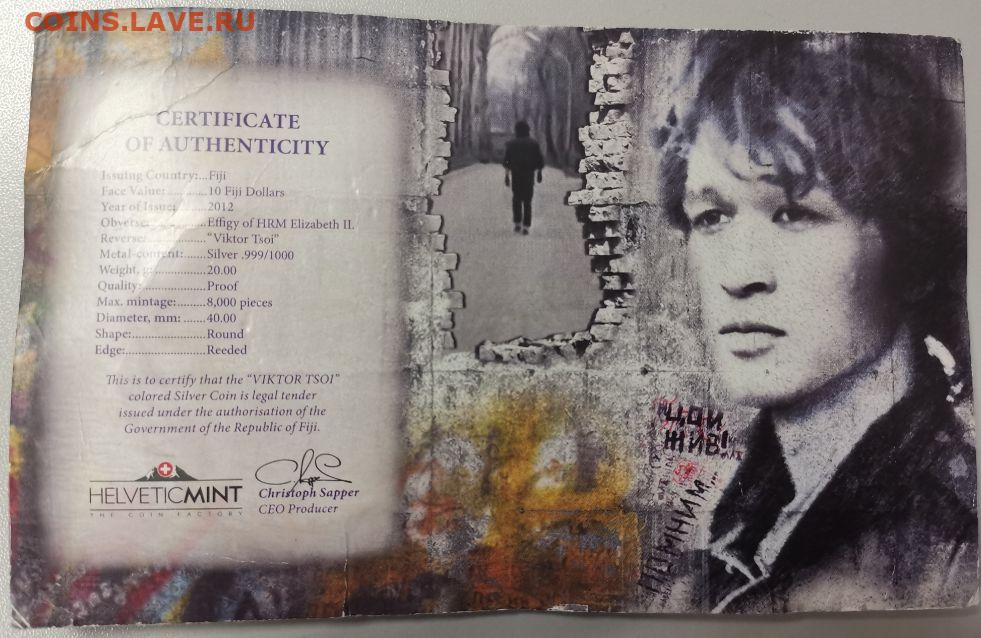 COINS.LAVE.RU
CERTIFICATE
OF AUTHENTICITY
Issuing Country:...Fiji
Face Value:............10 Fiji Dollars
Year of Issue:........2012
Obverse:................Effigy of HRM Elizabeth II.
Reverse:.................“Viktor Tsoi”
Metal-content:.......Silver .999/1000
Weight, g:...............20.00
Quality:..................Proof
Max. mintage:.........8,000 pieces
Diameter, mm: .......40.00
Shape:.....................Round
Edge:........................Reeded
This is to certify that the “VIKTOR TSOI”
colored Silver Coin is legal tender
issued under the authorisation of the
Government of the Republic of Fiji.
HELVETICMINT
THE COIN FACTORY
Christoph Sapper
CEO Producer
ЦОИ
ЖИВ!
ПОМНИМ...